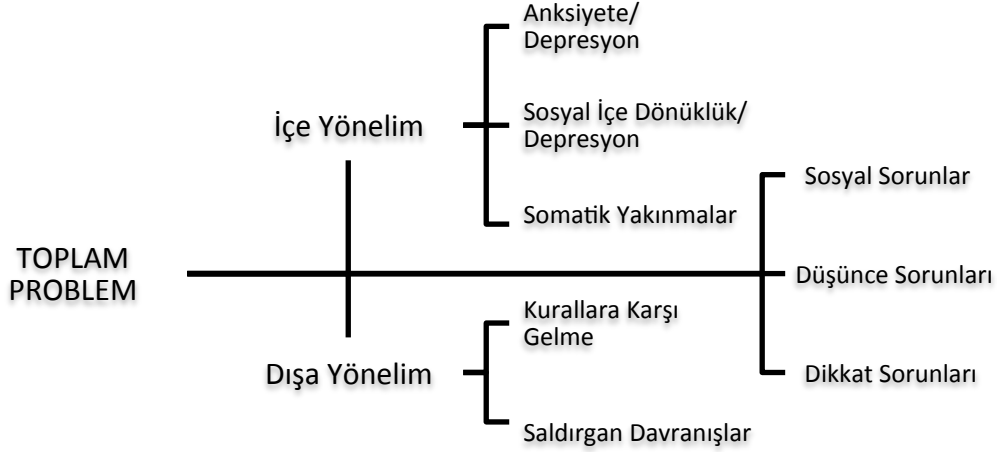 TOPLAM
PROBLEM
İçe Yönelim
Anksiyete/
Depresyon
Sosyal İçe Dönüklük/
Depresyon
Somatik Yakınmalar
Dışa Yönelim
Kurallara Karşı
Gelme
Saldırgan Davranışlar
Sosyal Sorunlar
Düşünce Sorunları
Dikkat Sorunları